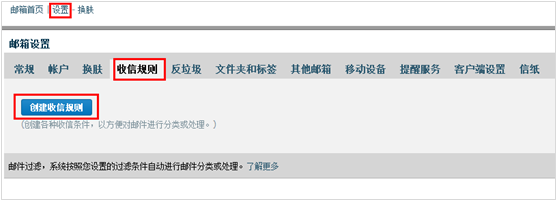 邮箱首页 | 设置 - 换肤
邮箱设置
常规 帐户 换肤 收信规则 反垃圾 文件夹和标签 其他邮箱 移动设备 提醒服务 客户端设置 信纸
创建收信规则
（创建各种收信条件，以方便对邮件进行分类或处理。）
邮件过滤，系统按照您设置的过滤条件自动进行邮件分类或处理。了解更多